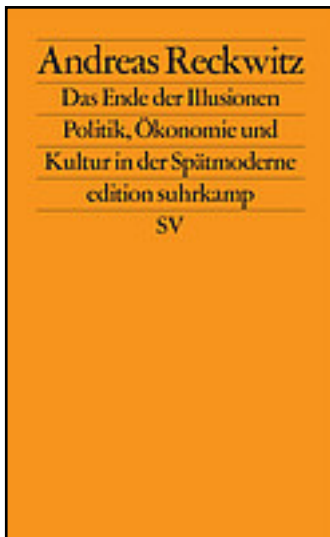 Andreas Reckwitz
Das Ende der Illusionen
Politik, Ökonomie und
Kultur in der Spätmoderne
edition suhrkamp
SV